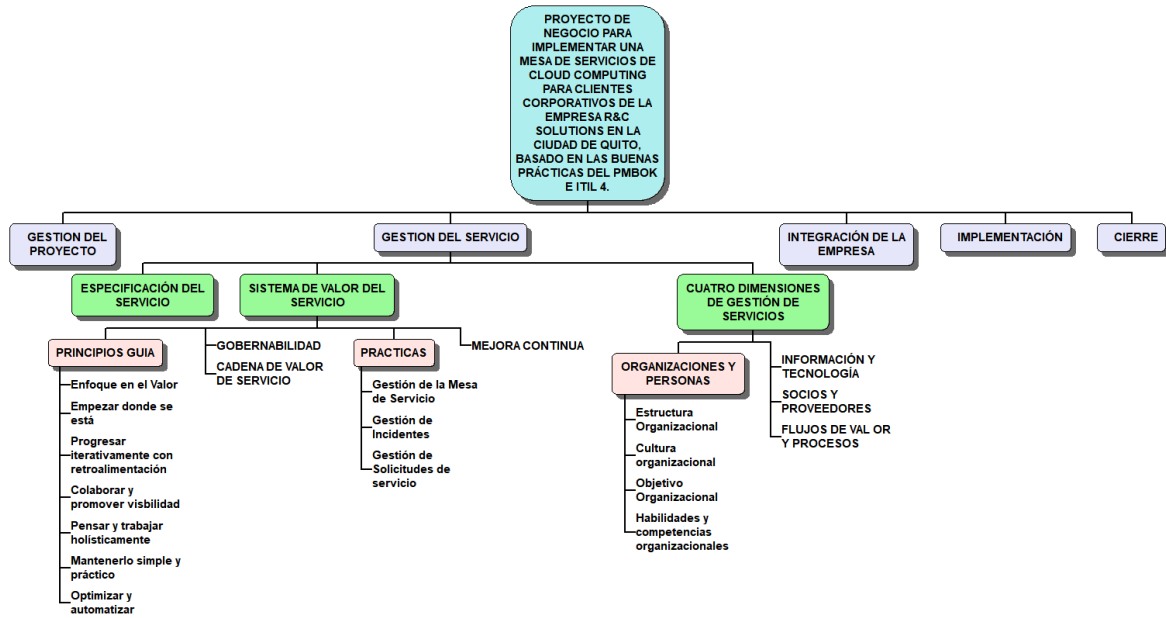 PROYECTO DE
NEGOCIO PARA
IMPLEMENTAR UNA
MESA DE SERVICIOS DE
CLOUD COMPUTING
PARA CLIENTES
CORPORATIVOS DE LA
EMPRESA R&C
SOLUTIONS EN LA
CIUDAD DE QUITO,
BASADO EN LAS BUENAS
PRÁCTICAS DEL PMBOK
E ITIL 4.
GESTION DEL
PROYECTO
GESTION DEL SERVICIO
INTEGRACIÓN DE LA
EMPRESA
IMPLEMENTACIÓN
CIERRE
ESPECIFICACIÓN DEL
SERVICIO
SISTEMA DE VALOR DEL
SERVICIO
CUATRO DIMENSIONES
DE GESTIÓN DE
SERVICIOS
PRINCIPIOS GUIA
Enfoque en el Valor
Empezar donde se
está
Progresar
iterativamente con
retroalimentación
Colaborar y
promover visbilidad
Pensar y trabajar
holísticamente
Mantenerlo simple y
práctico
Optimizar y
automatizar
GOBERNABILIDAD
CADENA DE VALOR
DE SERVICIO
PRACTICAS
Gestión de la Mesa
de Servicio
Gestión de
Incidentes
Gestión de
Solicitudes de
servicio
MEJORA CONTINUA
ORGANIZACIONES Y
PERSONAS
Estructura
Organizacional
Cultura
organizacional
Objetivo
Organizacional
Habilidades y
competencias
organizacionales
INFORMACIÓN Y
TECNOLOGÍA
SOCIOS Y
PROVEEDORES
FLUJOS DE VAL OR
Y PROCESOS